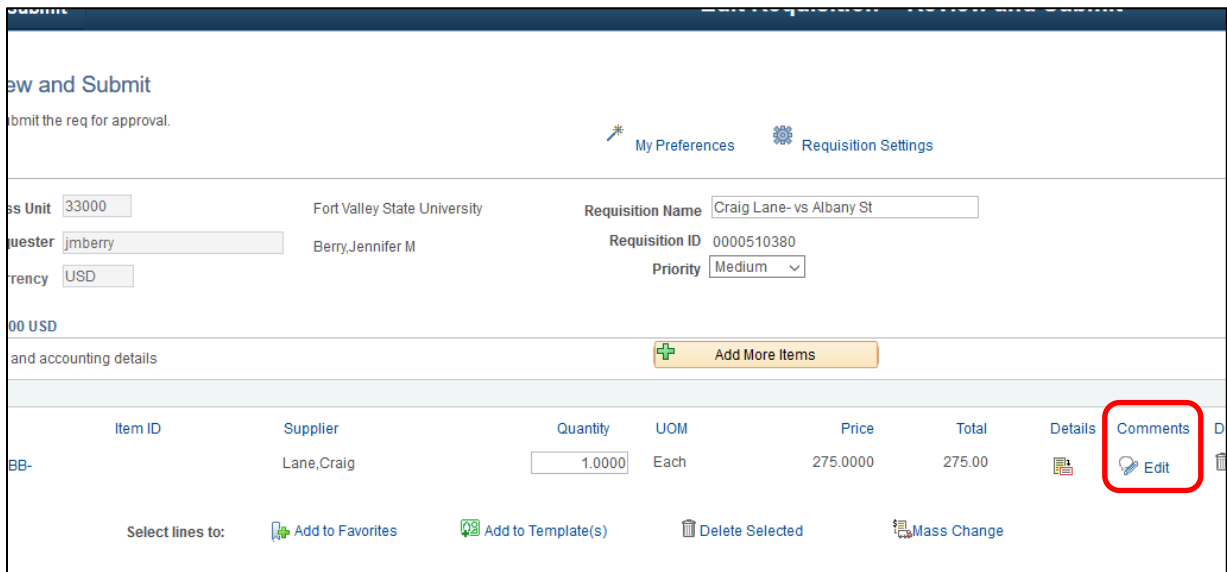 ew and Submit
bmit the req for approval.
My Preferences
Requisition Settings
ss Unit 33000 Fort Valley State University Requisition Name Craig Lane- vs Albany St
uester jmberry Berry,Jennifer M Requisition ID 0000510380
Priority Medium
rrency USD
00 USD
and accounting details
Add More Items
Item ID Supplier Quantity UOM Price Total Details Comments D
BB- Lane,Craig 1.0000 Each 275.0000 275.00 Edit
Select lines to: Add to Favorites Add to Template(s) Delete Selected Mass Change